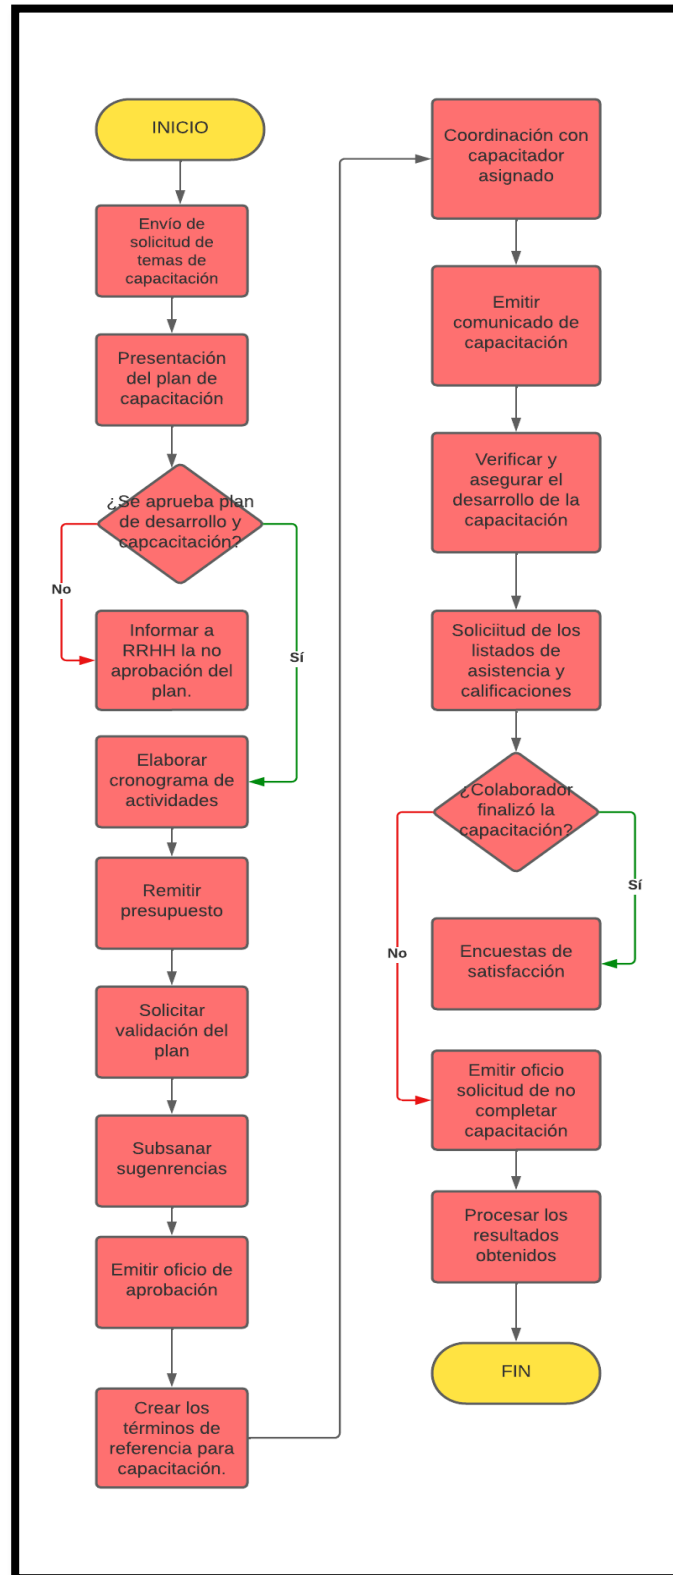 INICIO
Envío de
solicitud de
temas de
capacitación
Presentación
del plan de
capacitación
¿Se aprueba plan
de desarrollo y
capcacitación?
No
Sí
Informar a
RRHH la no
aprobación del
plan.
Elaborar
cronograma de
actividades
Remitir
presupuesto
Solicitar
validación del
plan
Subsanar
sugenrencias
Emitir oficio de
aprobación
Crear los
términos de
referencia para
capacitación.
Coordinación con
capacitador
asignado
Emitir
comunicado de
capacitación
Verificar y
asegurar el
desarrollo de la
capacitación
Soliciitud de los
listados de
asistencia y
calificaciones
¿Colaborador
finalizó la
capacitación?
Sí
No
Encuestas de
satisfacción
Emitir oficio
solicitud de no
completar
capacitación
Procesar los
resultados
obtenidos
FIN